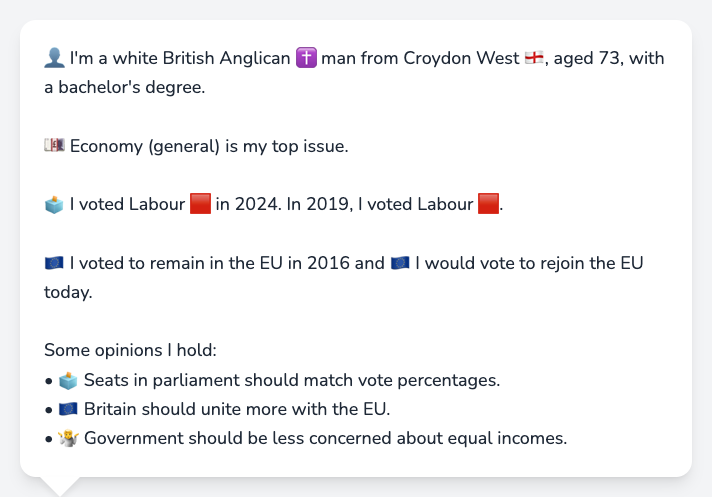 👤 I'm a white British Anglican ✝️ man from Croydon West 🏴󠁧󠁢󠁥󠁮󠁧󠁿, aged 73, with
a bachelor's degree.
💷 Economy (general) is my top issue.
🗳️ I voted Labour 🟥 in 2024. In 2019, I voted Labour 🟥.
🇪🇺 I voted to remain in the EU in 2016 and 🇪🇺 I would vote to rejoin the EU
today.
Some opinions I hold:
• 🗳️ Seats in parliament should match vote percentages.
• 🇪🇺 Britain should unite more with the EU.
• 🤷 Government should be less concerned about equal incomes.